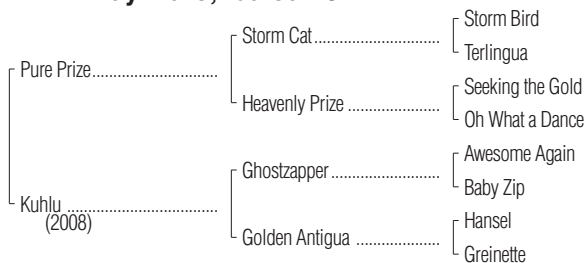 Storm Bird
Storm Cat................................
Terlingua
Pure Prize................................
Seeking the Gold
Heavenly Prize .......................
Oh What a Dance
Awesome Again
Ghostzapper...........................
Baby Zip
Kuhlu ......................................
(2008)
Hansel
Golden Antigua .....................
Greinette